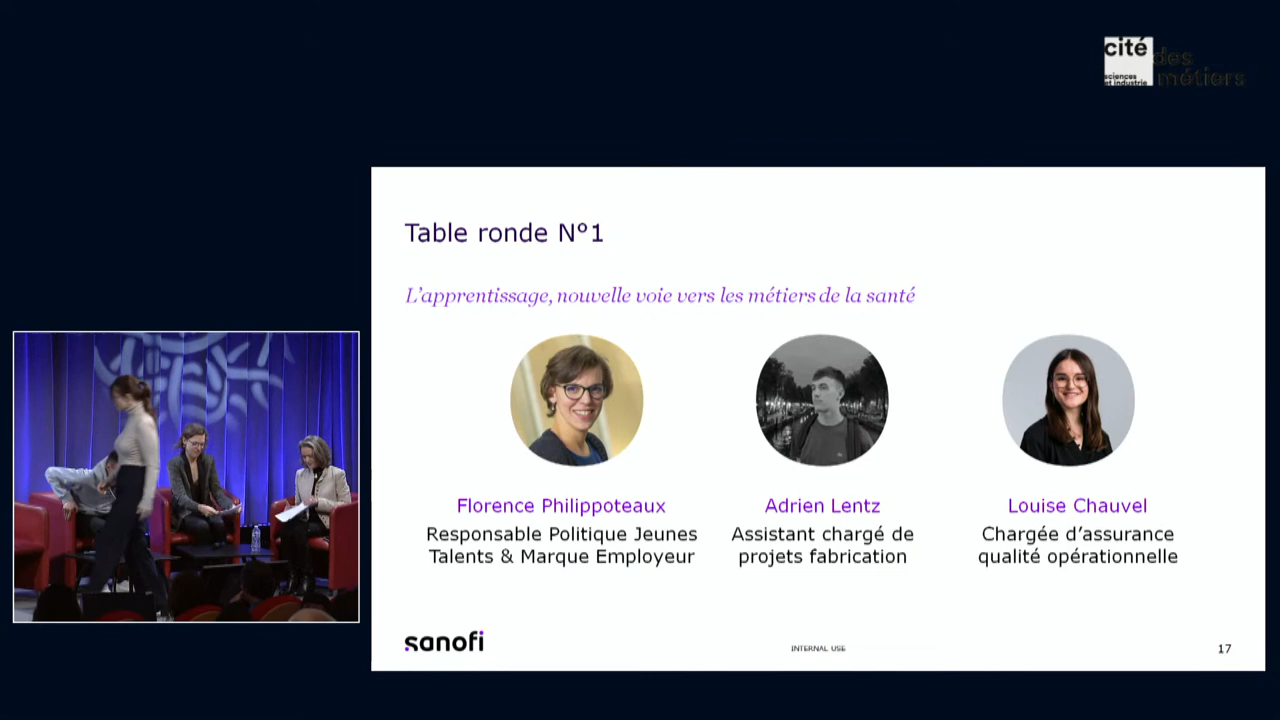 cité
des
sciences
et industrie
métiers
Table ronde N°1
L'apprentissage, nouvelle voie vers les métiers de la santé
Florence Philippoteaux
Responsable Politique Jeunes
Talents & Marque Employeur
Adrien Lentz
Assistant chargé de
projets fabrication
Louise Chauvel
Chargée d’assurance
qualité opérationnelle
sanofi
INTERNAL USE
17